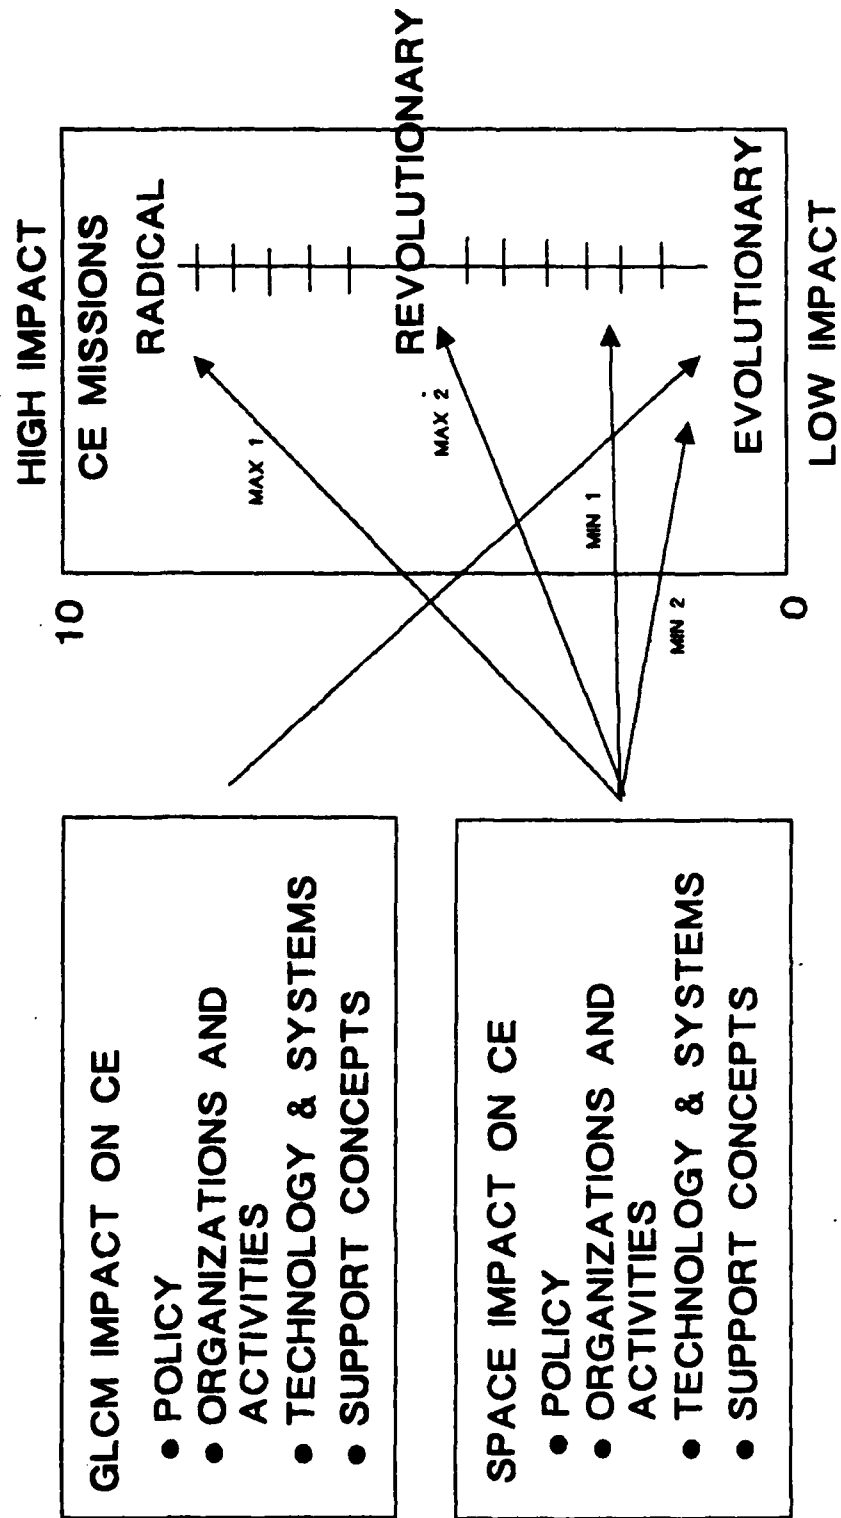 GLCM IMPACT ON CE
● POLICY
● ORGANIZATIONS AND
ACTIVITIES
● TECHNOLOGY & SYSTEMS
● SUPPORT CONCEPTS
SPACE IMPACT ON CE
● POLICY
● ORGANIZATIONS AND
ACTIVITIES
● TECHNOLOGY & SYSTEMS
● SUPPORT CONCEPTS
HIGH IMPACT
10
CE MISSIONS
RADICAL
MAX 1
REVOLUTIONARY
MAX 2
MIN 1
MIN 2
EVOLUTIONARY
0
LOW IMPACT